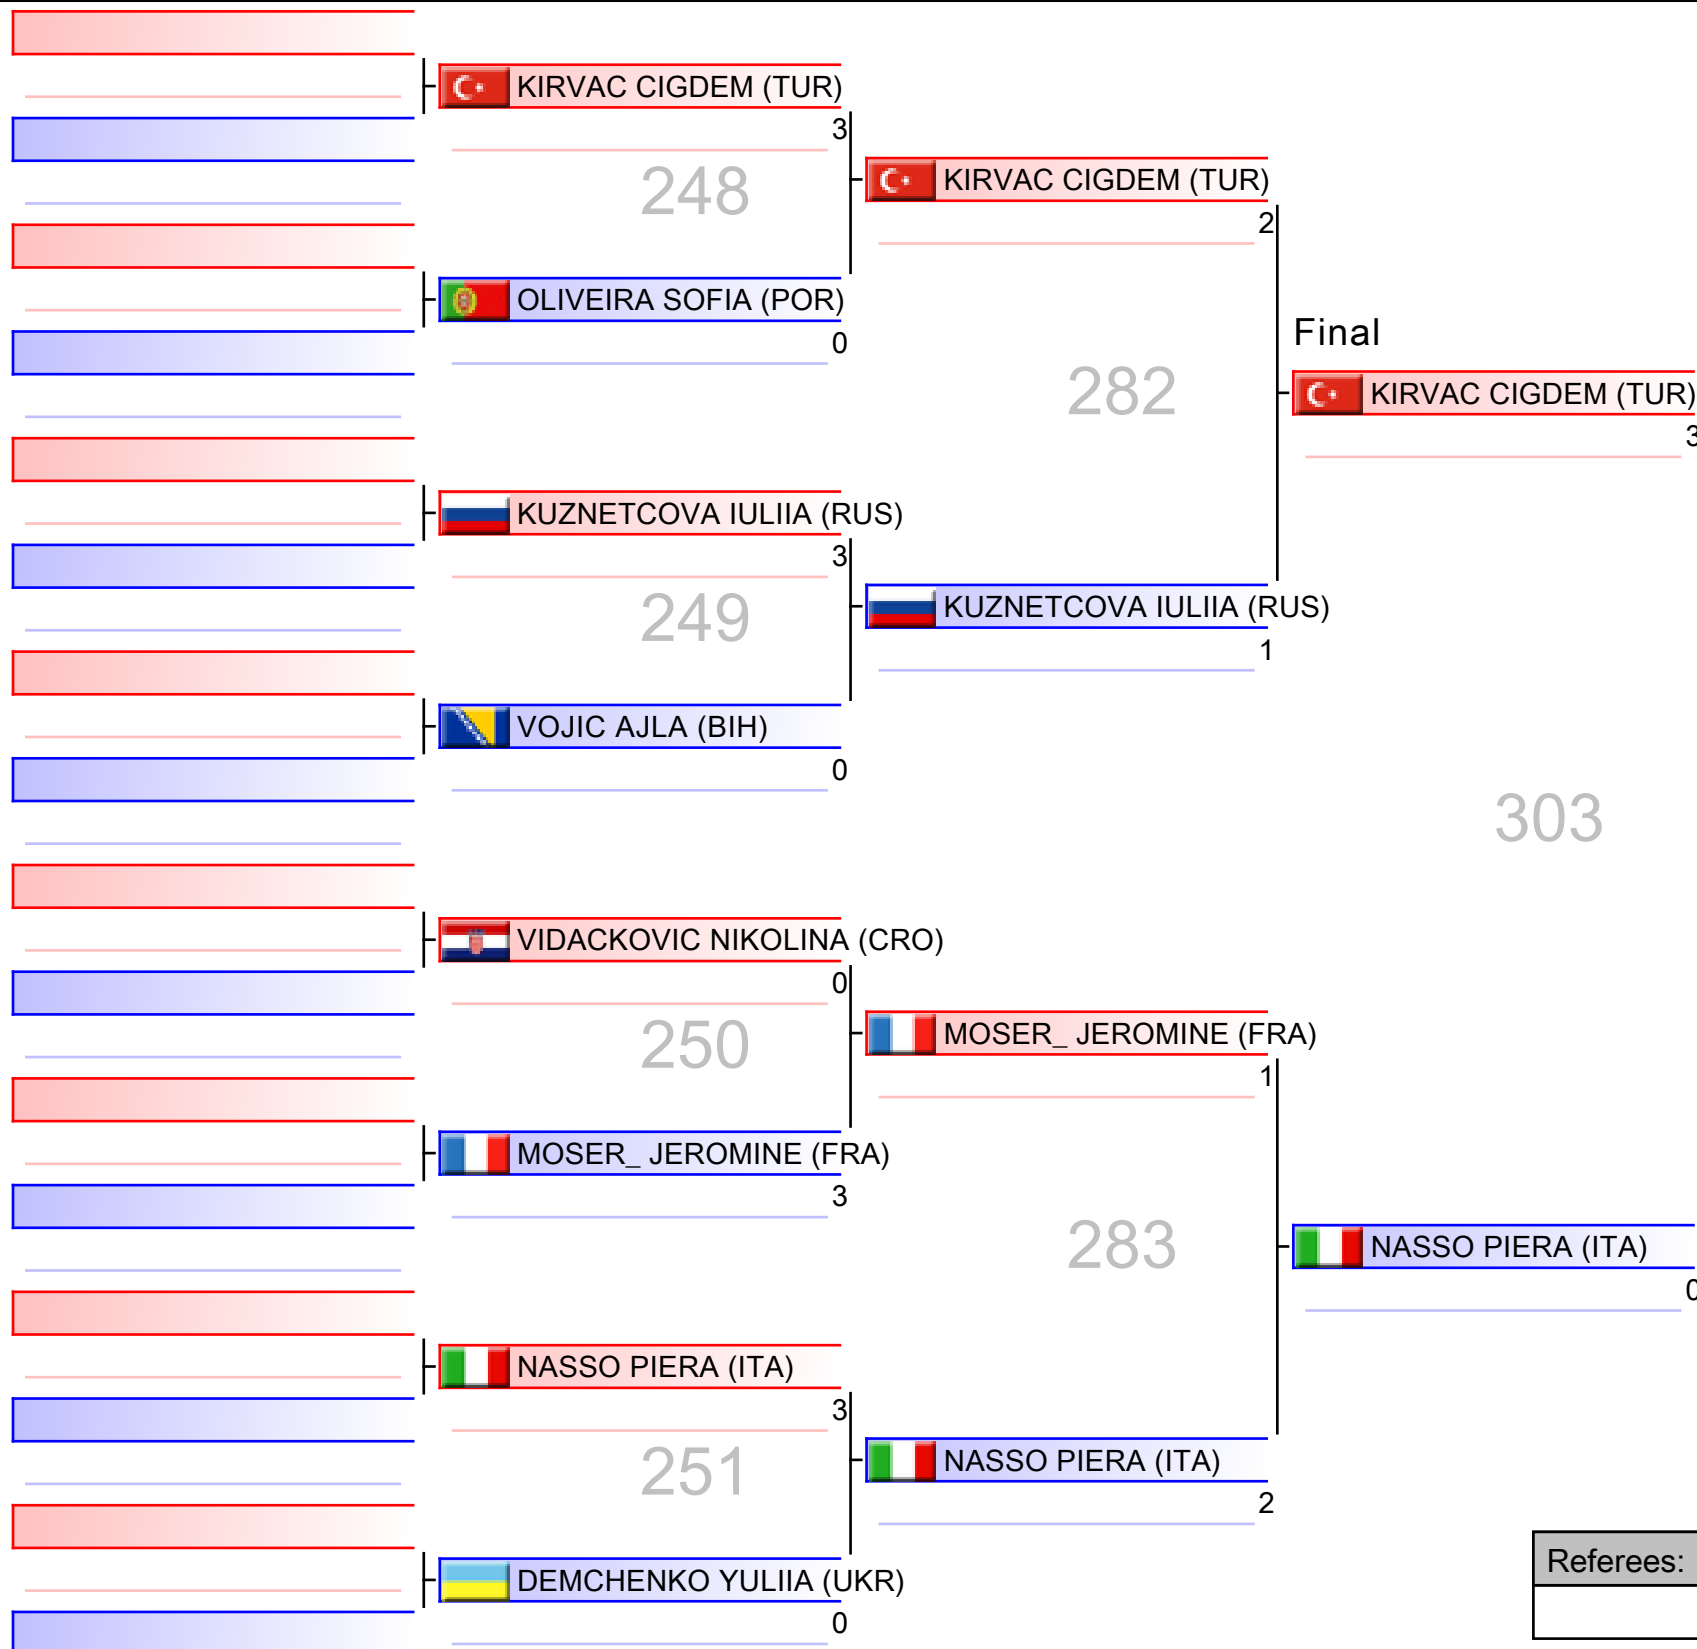 KIRVAC CIGDEM (TUR)
3
248
OLIVEIRA SOFIA (POR)
0
KUZNETCOVA IULIIA (RUS)
3
249
VOJIC AJLA (BIH)
0
VIDACKOVIC NIKOLINA (CRO)
0
250
MOSER_ JEROMINE (FRA)
3
NASSO PIERA (ITA)
3
251
DEMCHENKO YULIIA (UKR)
0
KIRVAC CIGDEM (TUR)
2
282
KUZNETCOVA IULIIA (RUS)
1
MOSER_ JEROMINE (FRA)
1
283
NASSO PIERA (ITA)
2
Final
KIRVAC CIGDEM (TUR)
3
303
NASSO PIERA (ITA)
0
Referees: